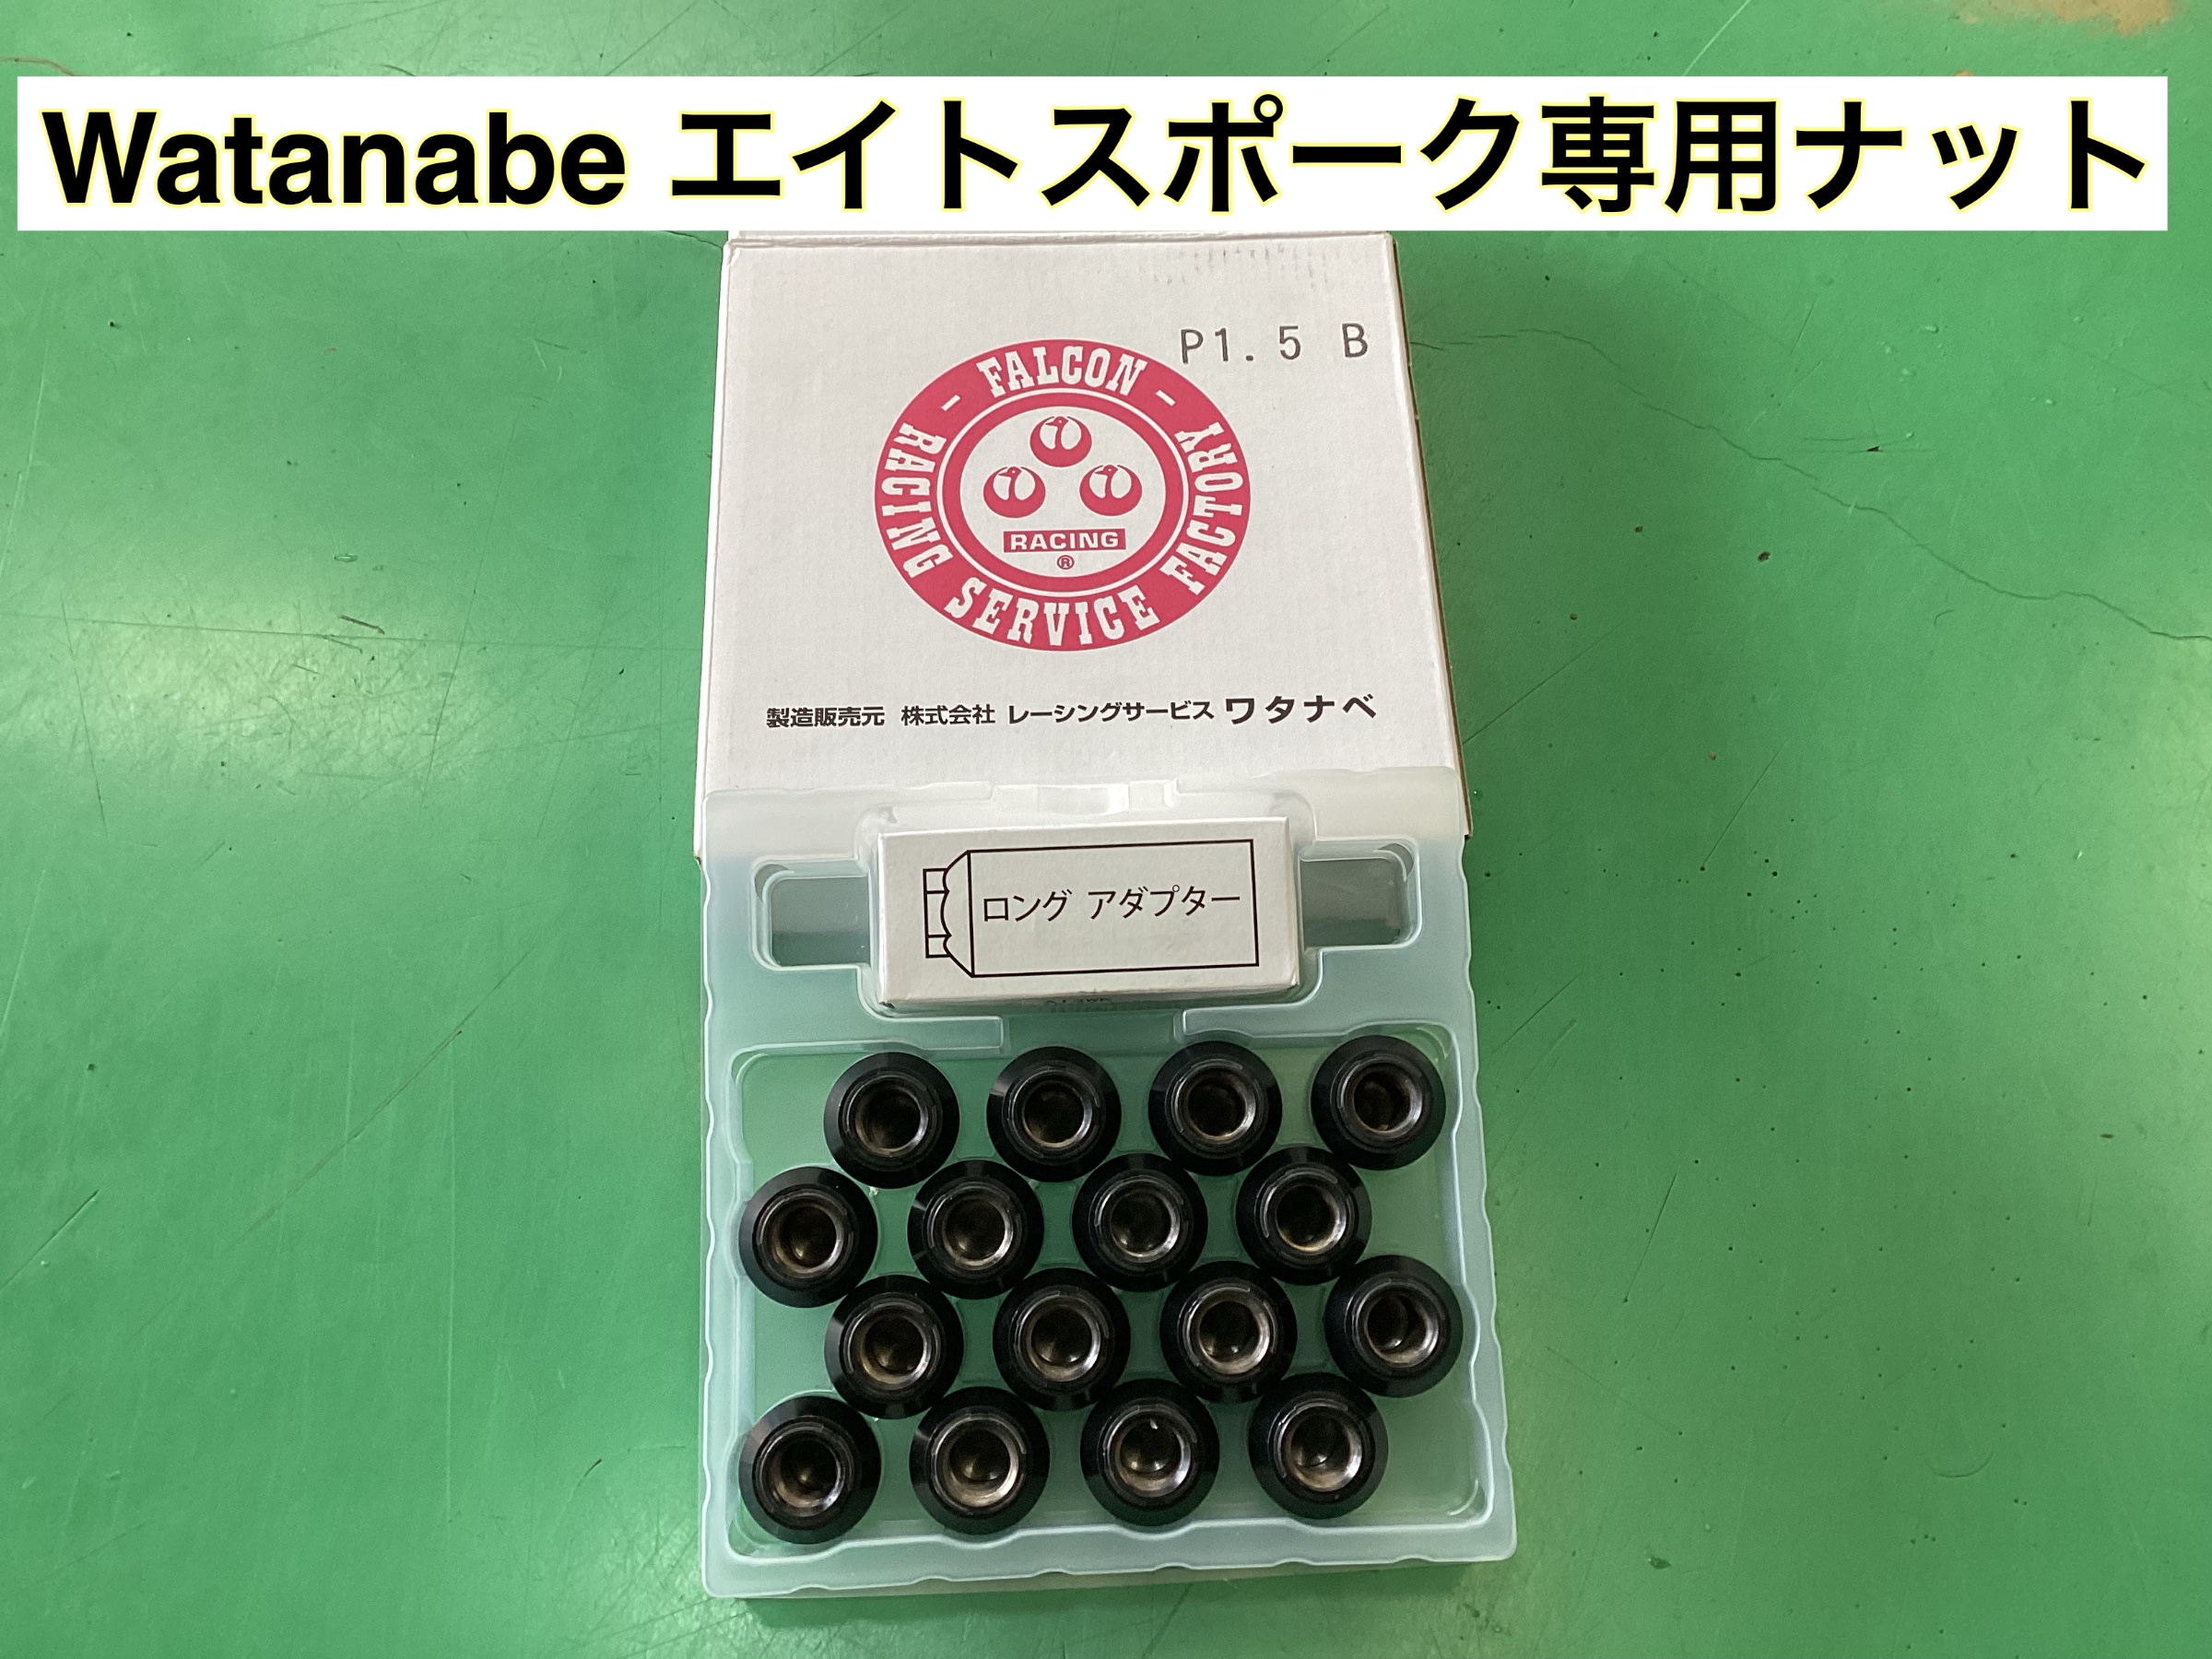 Watanabe エイトスポーク専用ナット
P1.5 B
- FALCON -
RACING SERVICE FACTORY
RACING
®
製造販売元 株式会社 レーシングサービス ワタナベ
ロング アダプター